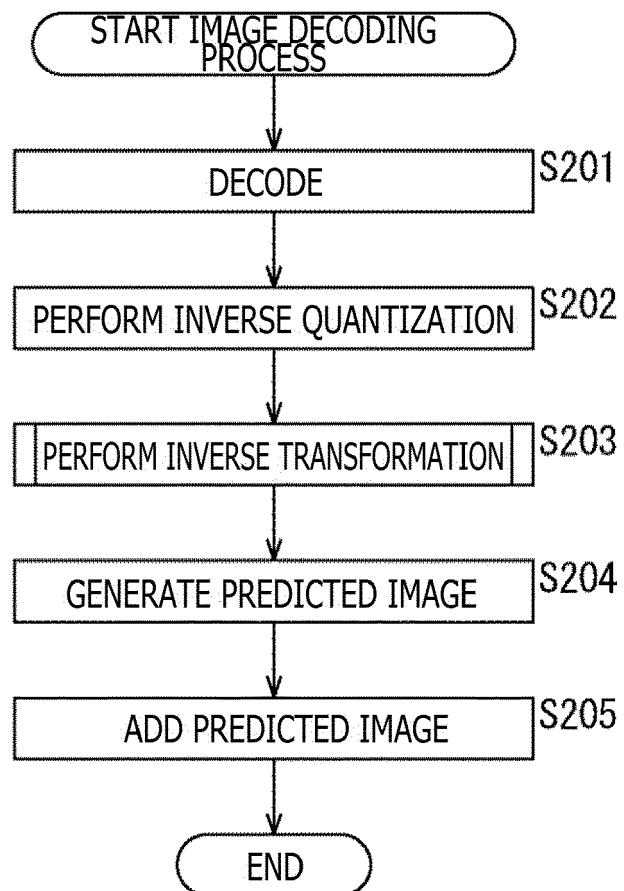 START IMAGE DECODING
PROCESS
DECODE
S201
PERFORM INVERSE QUANTIZATION
S202
PERFORM INVERSE TRANSFORMATION
S203
GENERATE PREDICTED IMAGE
S204
ADD PREDICTED IMAGE
S205
END